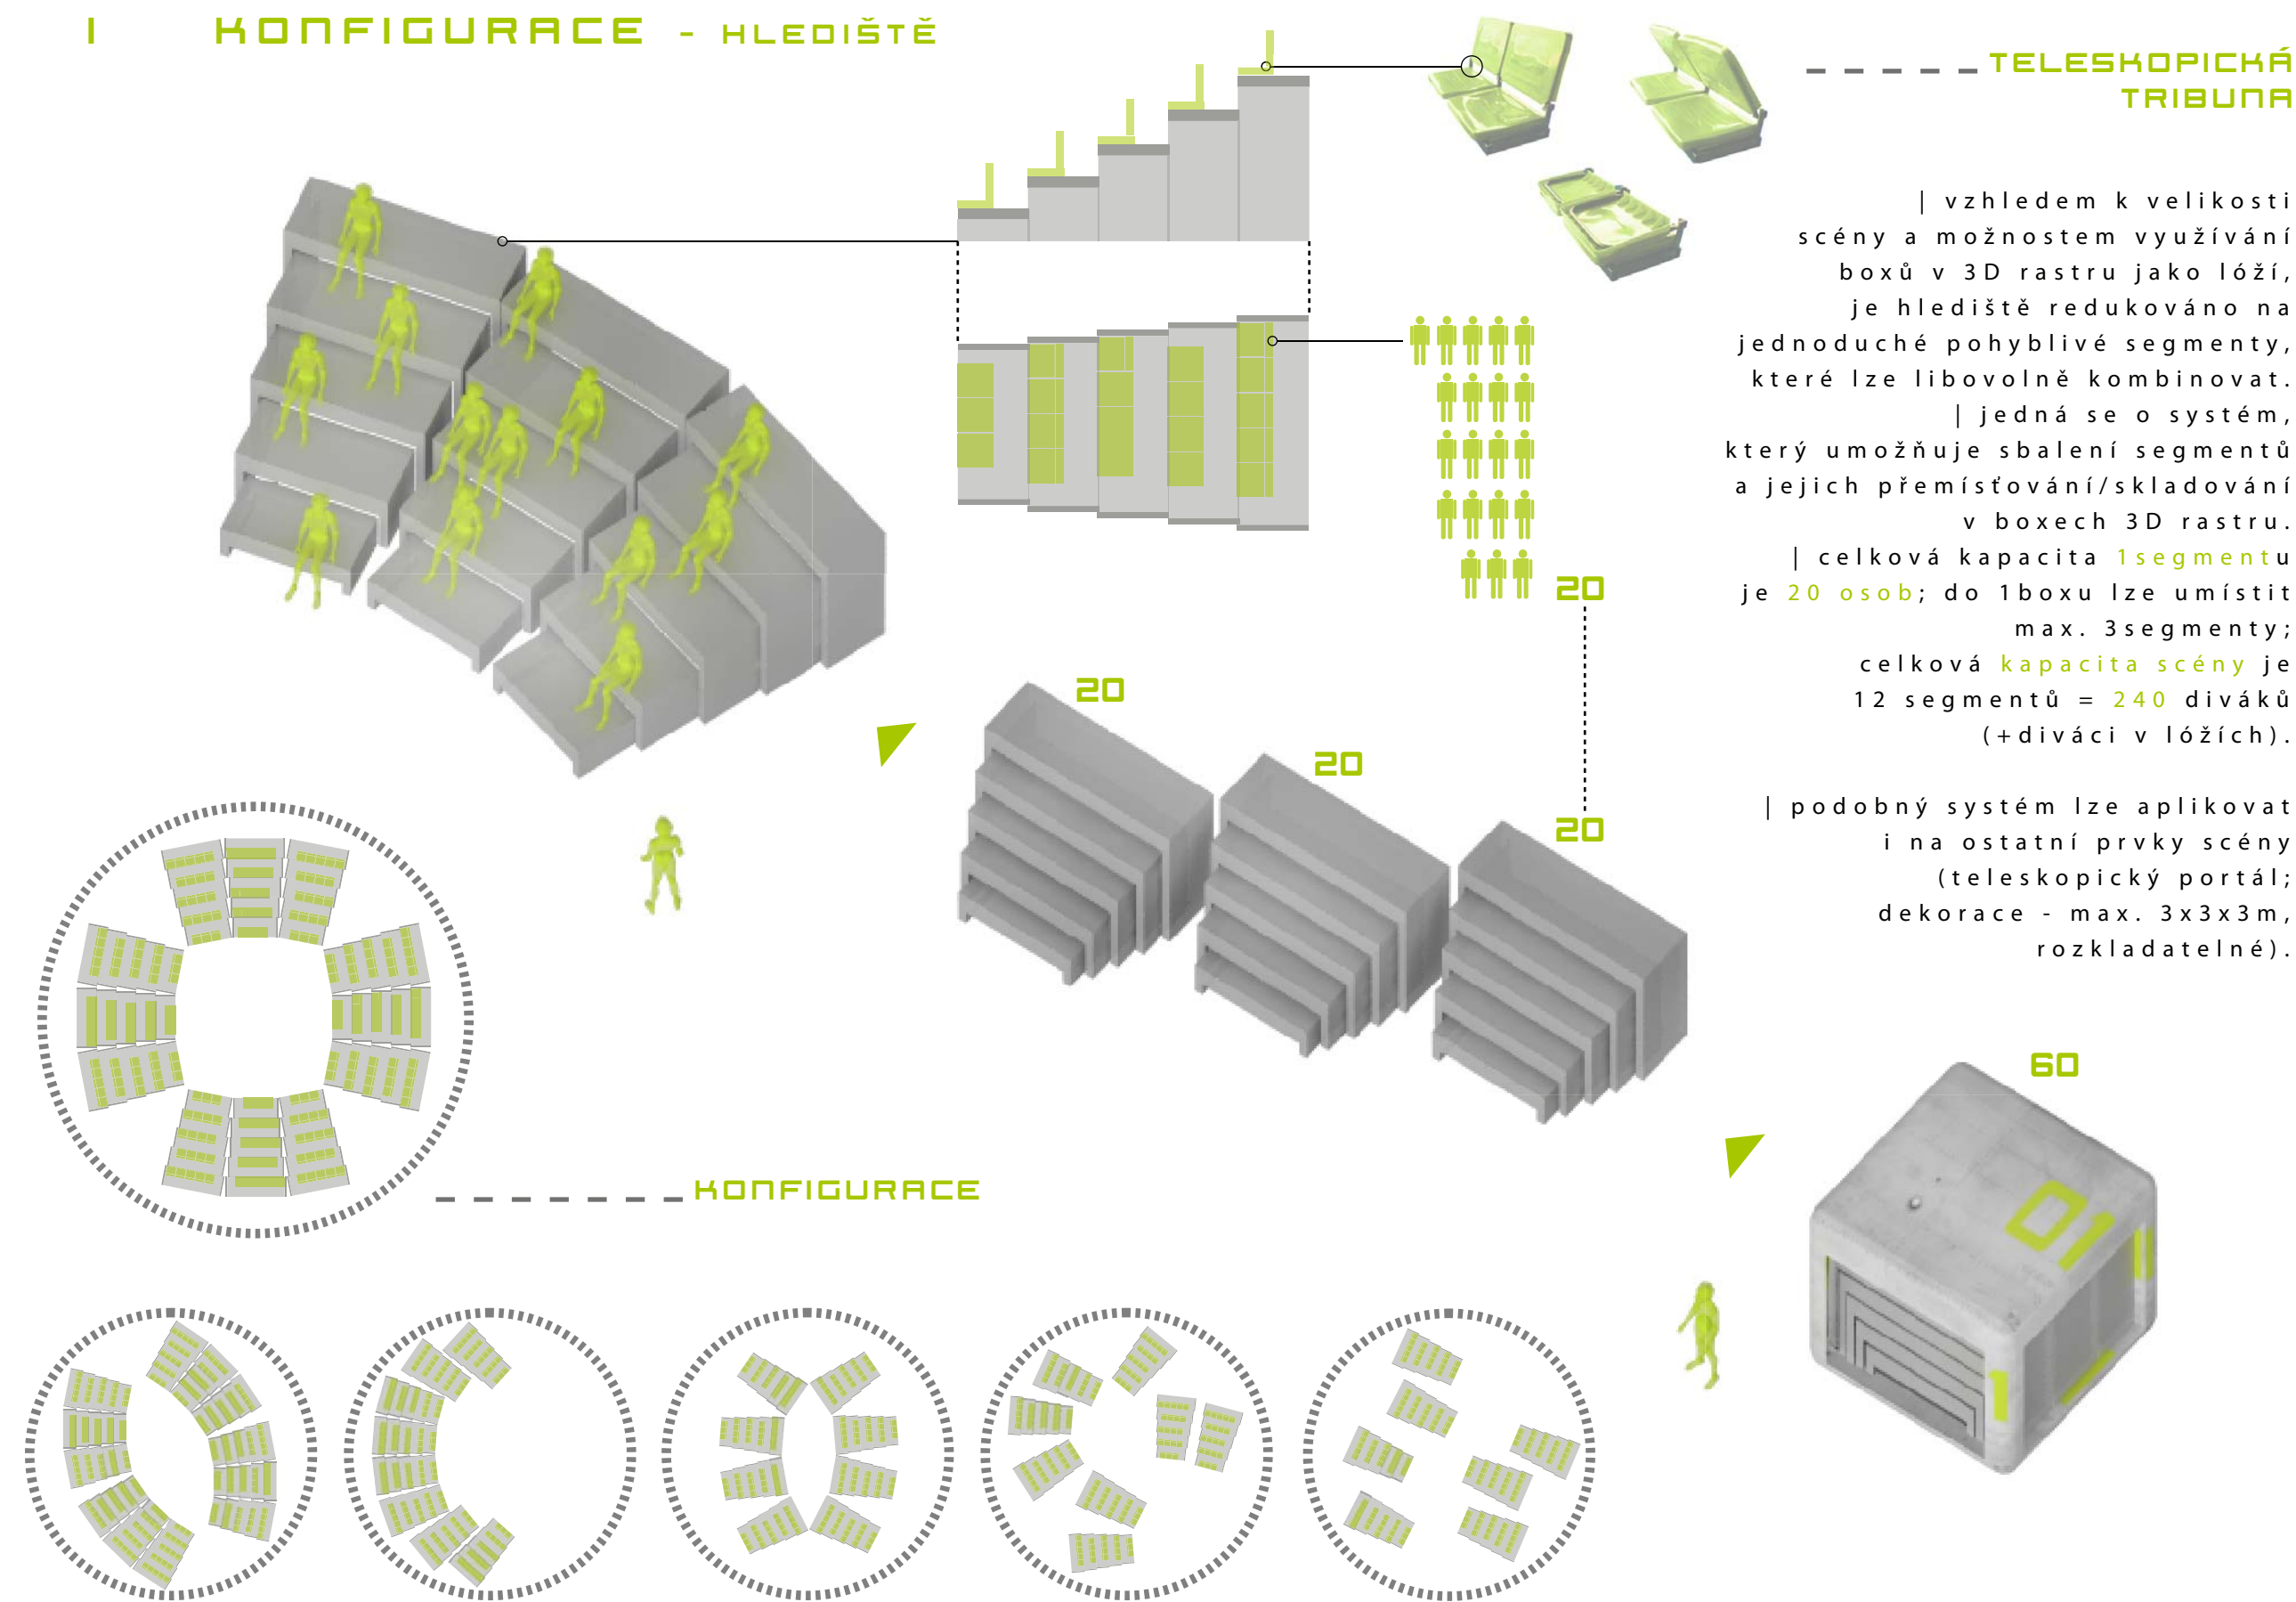 I KONFIGURACE - HLEDIŠTĚ
TELESKOPICKÁ
TRIBUNA
| vzhledem k velikosti
scény a možnostem využívání
boxů v 3D rastru jako lóží,
je hlediště redukováno na
jednoduché pohyblivé segmenty,
které lze libovolně kombinovat.
| jedná se o systém,
který umožňuje sbalení segmentů
a jejich přemísťování/skladování
v boxech 3D rastru.
| celková kapacita 1segmentu
je 20 osob; do 1boxu lze umístit
max. 3segmenty;
celková kapacita scény je
12 segmentů = 240 diváků
(+diváci v lóžích).
| podobný systém lze aplikovat
i na ostatní prvky scény
(teleskopický portál;
dekorace - max. 3x3x3m,
rozkladatelné).
20
20
20
20
60
01
1
KONFIGURACE